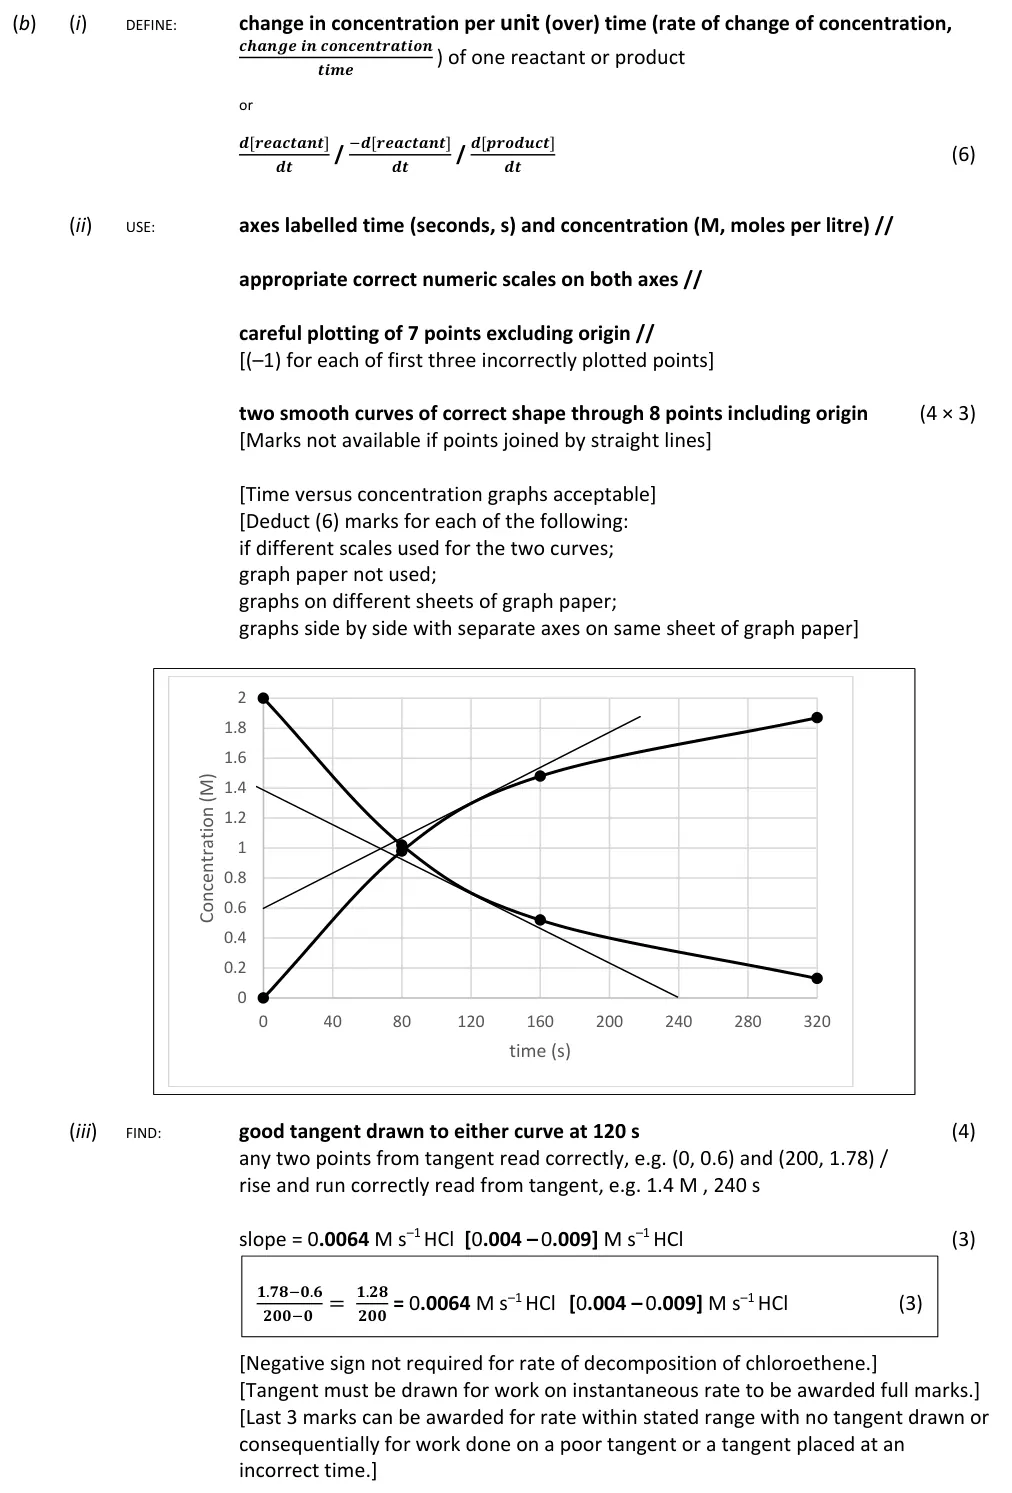 (b) (i) DEFINE: change in concentration per unit (over) time (rate of change of concentration,
change in concentration / time ) of one reactant or product
or
d[reactant]/dt / −d[reactant]/dt / d[product]/dt (6)
(ii) USE: axes labelled time (seconds, s) and concentration (M, moles per litre) //
appropriate correct numeric scales on both axes //
careful plotting of 7 points excluding origin //
[(–1) for each of first three incorrectly plotted points]
two smooth curves of correct shape through 8 points including origin (4 × 3)
[Marks not available if points joined by straight lines]
[Time versus concentration graphs acceptable]
[Deduct (6) marks for each of the following:
if different scales used for the two curves;
graph paper not used;
graphs on different sheets of graph paper;
graphs side by side with separate axes on same sheet of graph paper]
Concentration (M)
2
1.8
1.6
1.4
1.2
1
0.8
0.6
0.4
0.2
0
0 40 80 120 160 200 240 280 320
time (s)
(iii) FIND: good tangent drawn to either curve at 120 s (4)
any two points from tangent read correctly, e.g. (0, 0.6) and (200, 1.78) /
rise and run correctly read from tangent, e.g. 1.4 M , 240 s
slope = 0.0064 M s⁻¹ HCl [0.004 – 0.009] M s⁻¹ HCl (3)
1.78−0.6/200−0 = 1.28/200 = 0.0064 M s⁻¹ HCl [0.004 – 0.009] M s⁻¹ HCl (3)
[Negative sign not required for rate of decomposition of chloroethene.]
[Tangent must be drawn for work on instantaneous rate to be awarded full marks.]
[Last 3 marks can be awarded for rate within stated range with no tangent drawn or
consequentially for work done on a poor tangent or a tangent placed at an
incorrect time.]